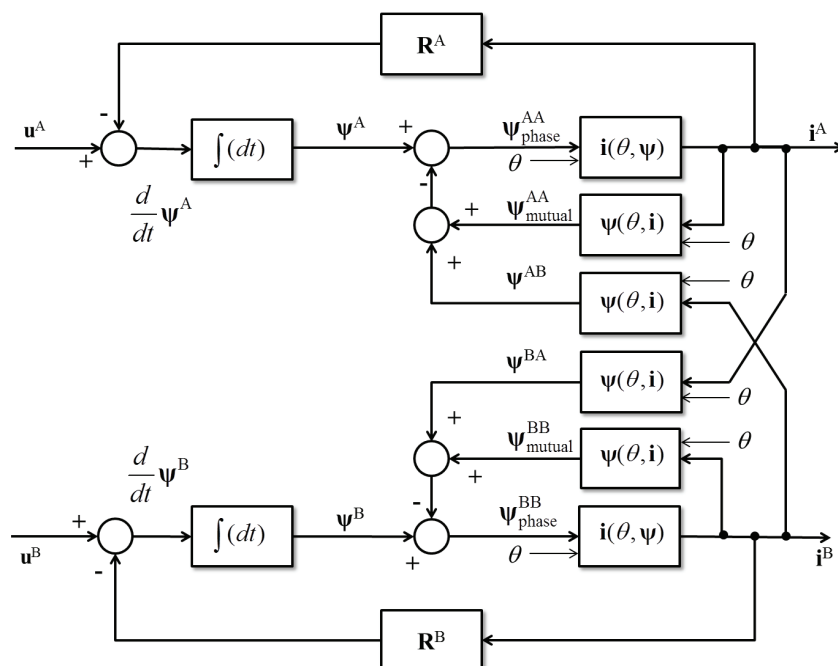 R^A
-
u^A
+
∫(dt)
ψ^A
+
ψ^AA_phase
θ
i(θ,ψ)
i^A
d/dt ψ^A
-
+
ψ^AA_mutual
ψ(θ,i)
θ
+
ψ^AB
ψ(θ,i)
θ
ψ^BA
ψ(θ,i)
θ
+
ψ^BB_mutual
+
ψ(θ,i)
θ
d/dt ψ^B
-
+
u^B
-
∫(dt)
ψ^B
+
ψ^BB_phase
θ
i(θ,ψ)
i^B
R^B